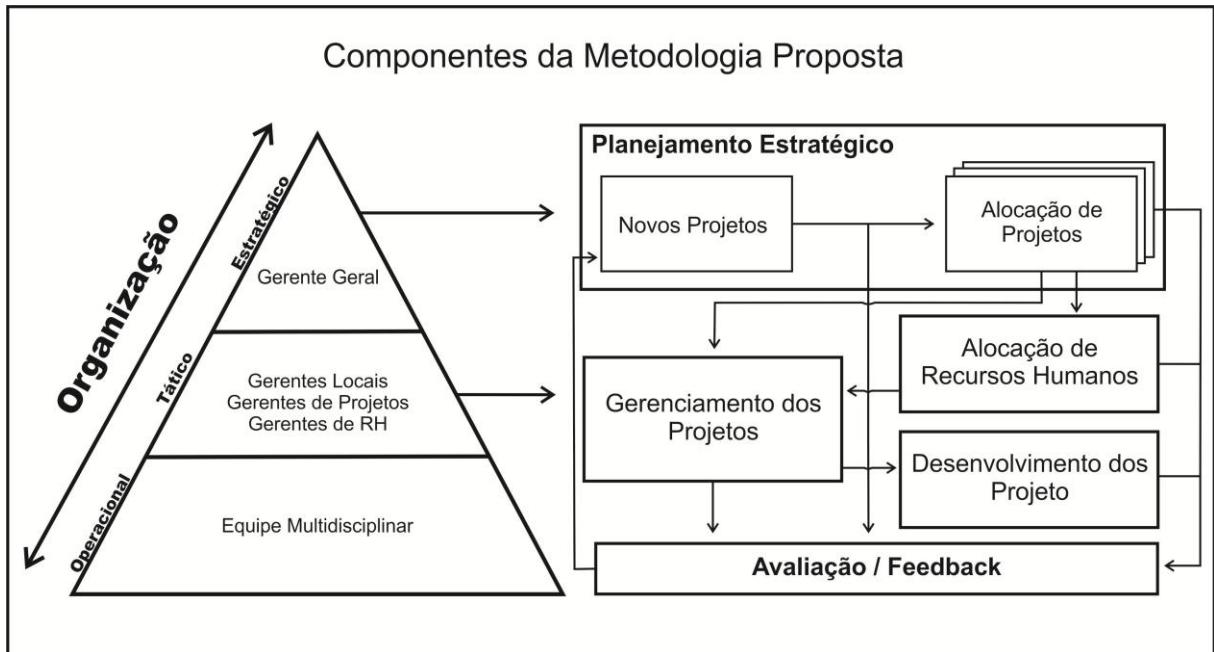 Componentes da Metodologia Proposta
Organização
Estratégico
Tático
Operacional
Gerente Geral
Gerentes Locais
Gerentes de Projetos
Gerentes de RH
Equipe Multidisciplinar
Planejamento Estratégico
Novos Projetos
Alocação de
Projetos
Alocação de
Recursos Humanos
Gerenciamento dos
Projetos
Desenvolvimento dos
Projeto
Avaliação / Feedback